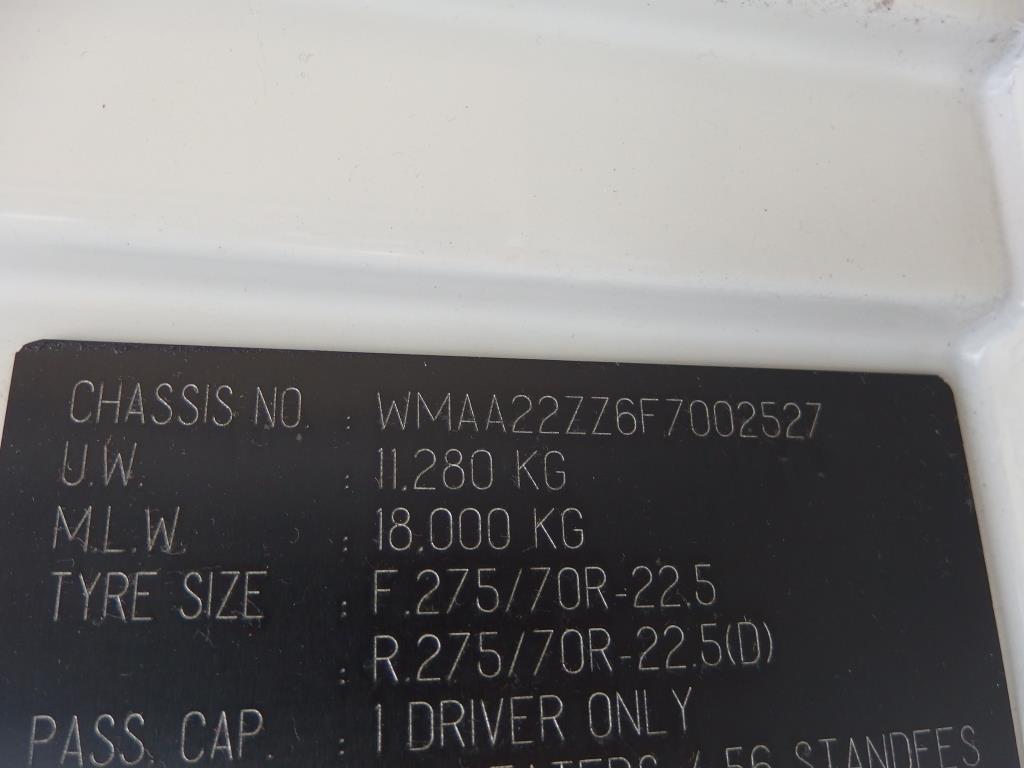 CHASSIS NO. : WMAA22ZZ6F7002527
U.W. : 11.280 KG
M.L.W. : 18.000 KG
TYRE SIZE : F.275/70R-22.5
: R.275/70R-22.5(D)
PASS. CAP. : 1 DRIVER ONLY
/ 56 STANDEES